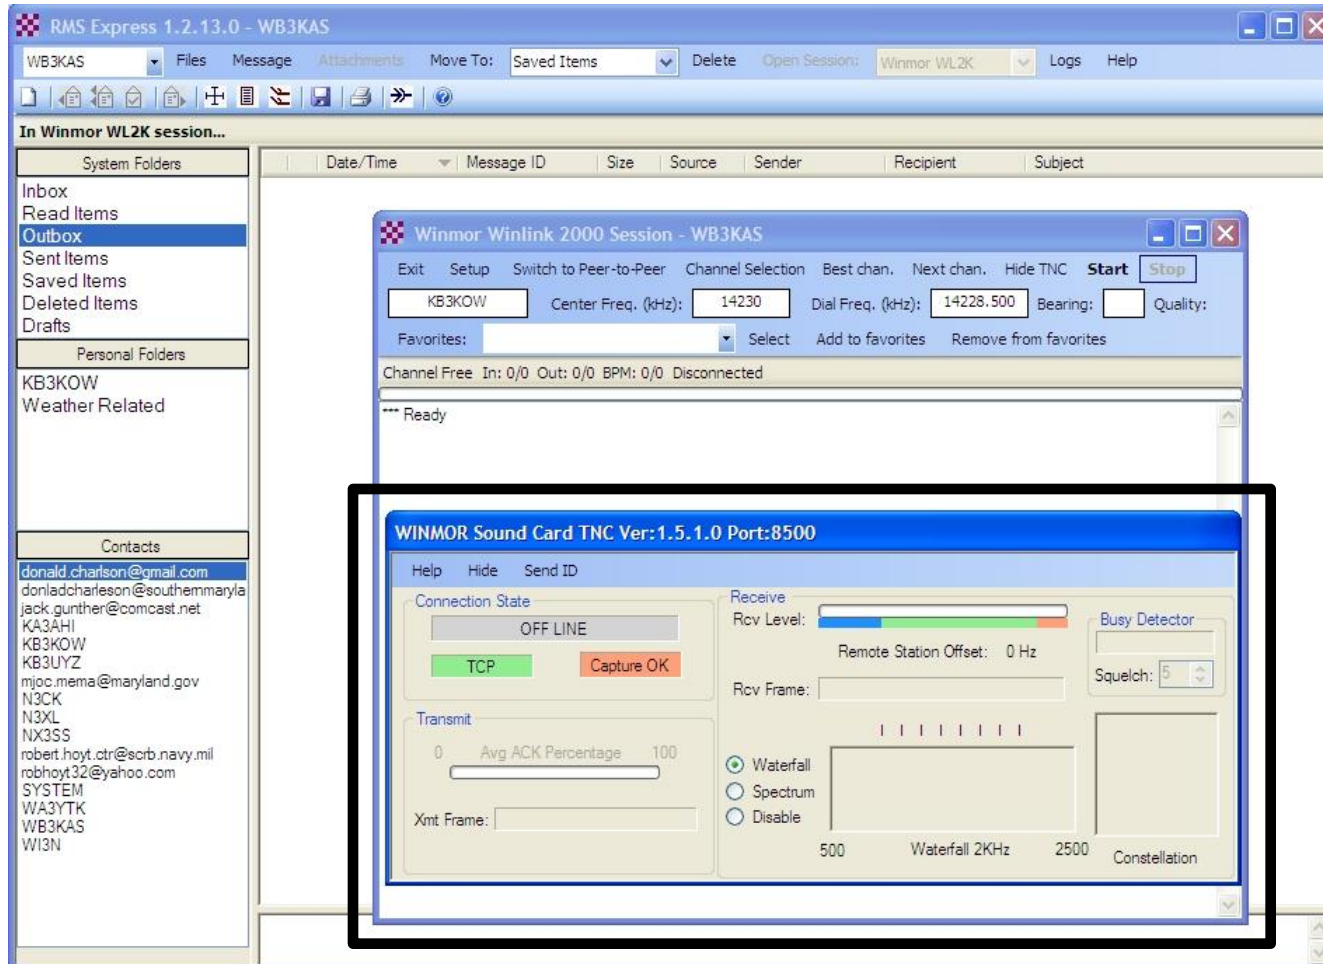 RMS Express 1.2.13.0 - WB3KAS
WB3KAS Files Message Attachments Move To: Saved Items Delete Open Session: Winmor WL2K Logs Help
In Winmor WL2K session...
System Folders
Inbox
Read Items
Outbox
Sent Items
Saved Items
Deleted Items
Drafts
Personal Folders
KB3KOW
Weather Related
Contacts
donald.charlson@gmail.com
donladcharleson@southernmaryla
jack.gunther@comcast.net
KA3AHI
KB3KOW
KB3UYZ
mjoc.mema@maryland.gov
N3CK
N3XL
NX3SS
robert.hoyt.ctr@scrb.navy.mil
robhoyt32@yahoo.com
SYSTEM
WA3YTK
WB3KAS
WI3N
Date/Time Message ID Size Source Sender Recipient Subject
Winmor Winlink 2000 Session - WB3KAS
Exit Setup Switch to Peer-to-Peer Channel Selection Best chan. Next chan. Hide TNC Start Stop
KB3KOW Center Freq. (kHz): 14230 Dial Freq. (kHz): 14228.500 Bearing: Quality:
Favorites: Select Add to favorites Remove from favorites
Channel Free In: 0/0 Out: 0/0 BPM: 0/0 Disconnected
*** Ready
WINMOR Sound Card TNC Ver:1.5.1.0 Port:8500
Help Hide Send ID
Connection State
OFF LINE
TCP Capture OK
Transmit
0 Avg ACK Percentage 100
Xmt Frame:
Receive
Rcv Level:
Remote Station Offset: 0 Hz
Rcv Frame:
Waterfall
Spectrum
Disable
500 Waterfall 2KHz 2500
Busy Detector
Squelch: 5
Constellation